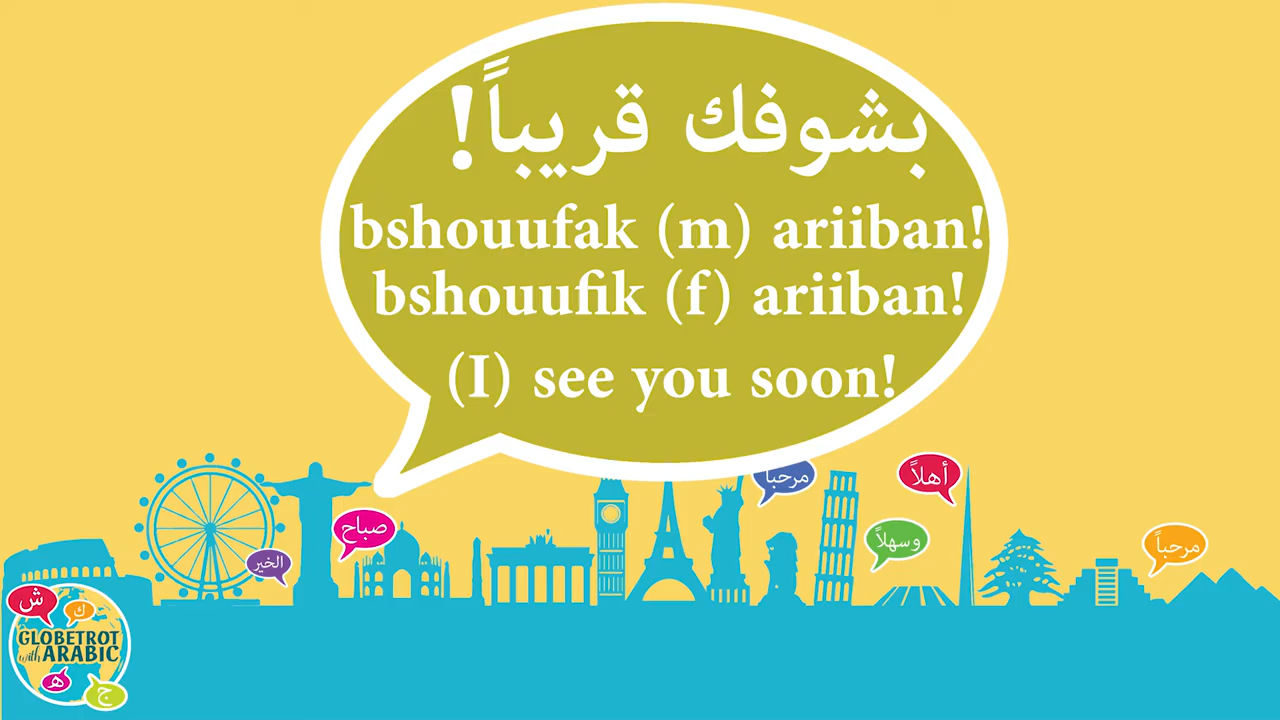 بشوفك قريباً!
bshouufak (m) ariiban!
bshouufik (f) ariiban!
(I) see you soon!
مرحباً
أهلاً
صباح
الخير
وسهلاً
مرحباً
ش
ك
GLOBETROT
with ARABIC
ه
ج